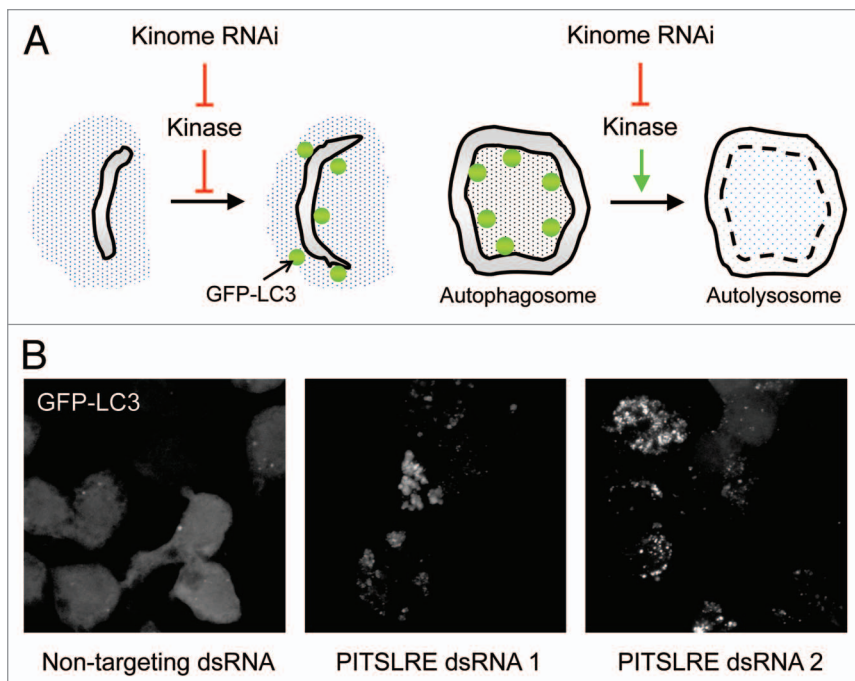 A
Kinome RNAi
Kinase
GFP-LC3
Kinome RNAi
Kinase
Autophagosome
Autolysosome
B
GFP-LC3
Non-targeting dsRNA
PITSLRE dsRNA 1
PITSLRE dsRNA 2